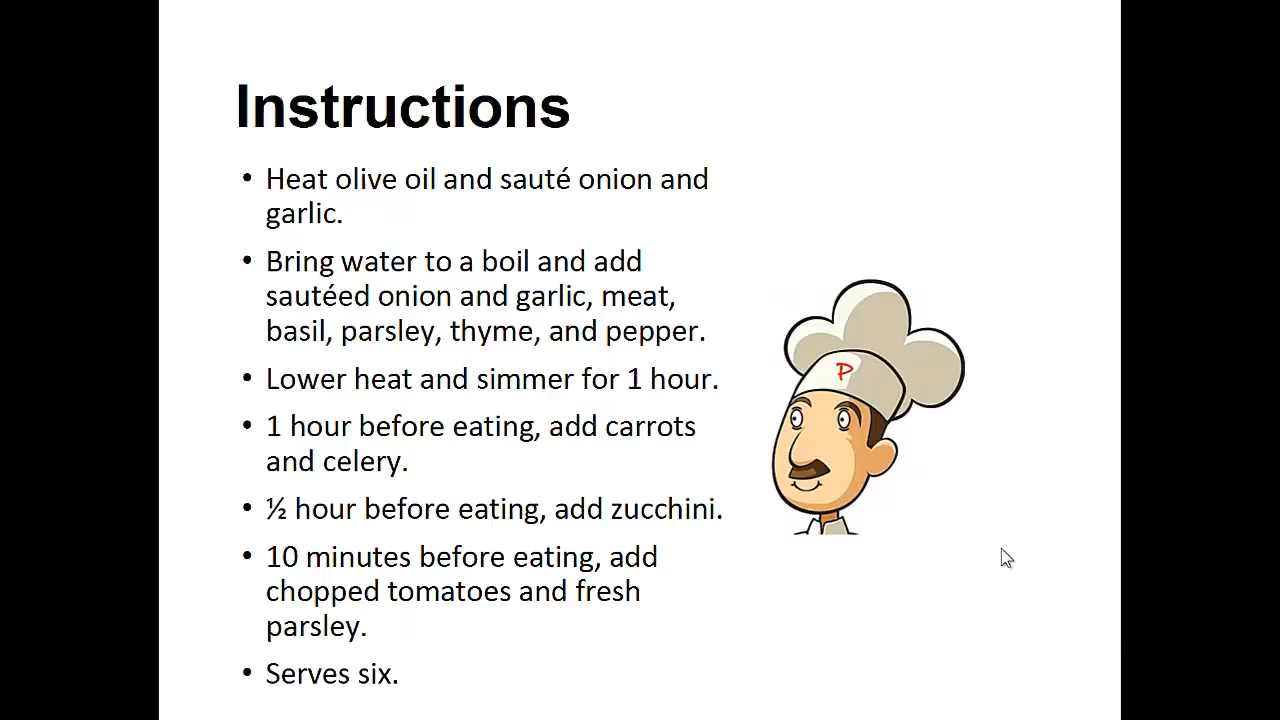 Instructions
• Heat olive oil and sauté onion and
garlic.
• Bring water to a boil and add
sautéed onion and garlic, meat,
basil, parsley, thyme, and pepper.
• Lower heat and simmer for 1 hour.
• 1 hour before eating, add carrots
and celery.
• ½ hour before eating, add zucchini.
• 10 minutes before eating, add
chopped tomatoes and fresh
parsley.
• Serves six.
P